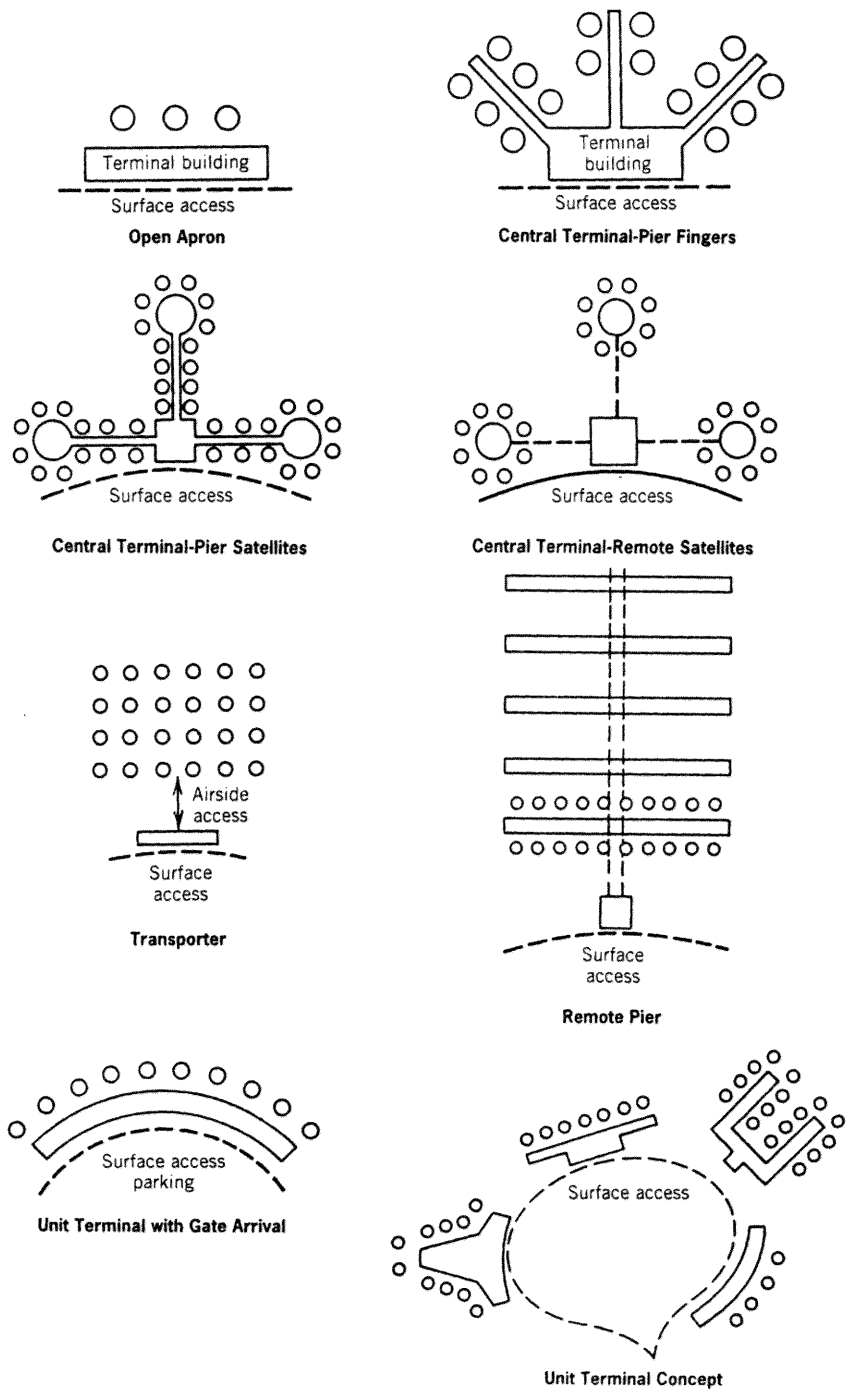 Terminal building
Surface access
Open Apron
Terminal
building
Surface access
Central Terminal-Pier Fingers
Surface access
Central Terminal-Pier Satellites
Surface access
Central Terminal-Remote Satellites
Airside
access
Surface
access
Transporter
Surface
access
Remote Pier
Surface access
parking
Unit Terminal with Gate Arrival
Surface access
Unit Terminal Concept